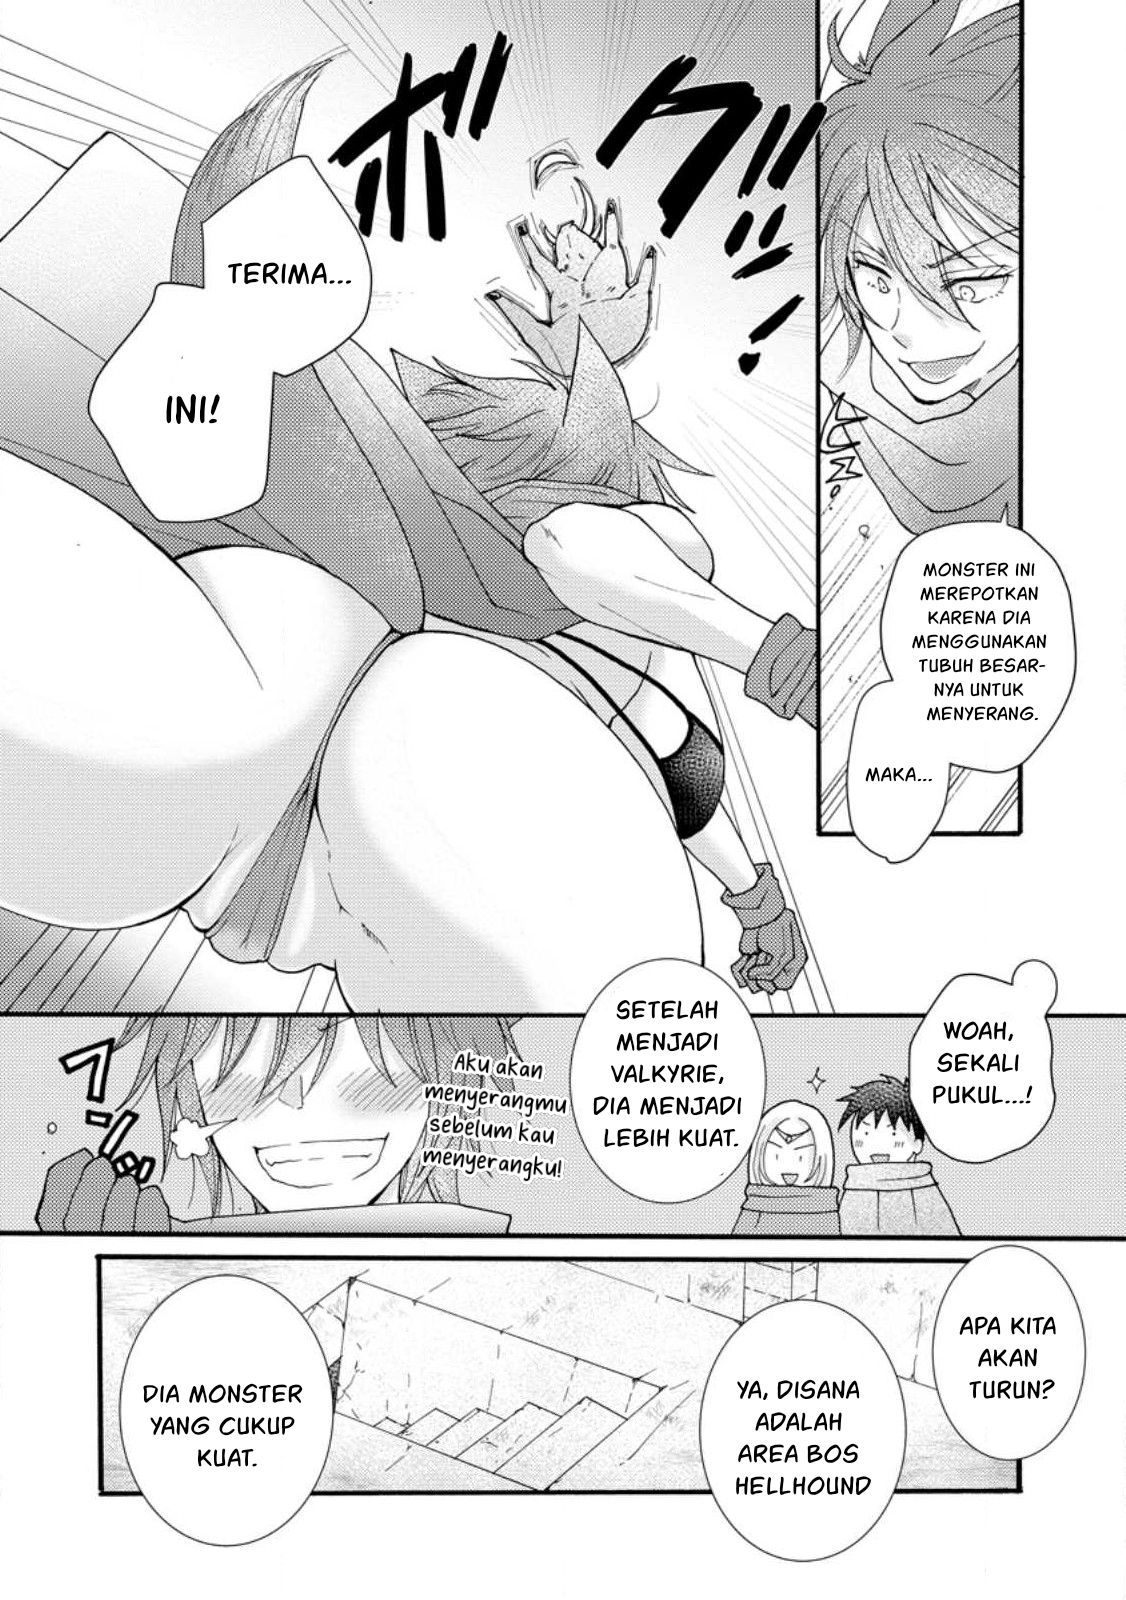 MONSTER INI
MEREPOTKAN
KARENA DIA
MENGGUNAKAN
TUBUH BESAR-
NYA UNTUK
MENYERANG.
MAKA...
TERIMA...
INI!
ボグッ!
WOAH,
SEKALI
PUKUL...!
SETELAH
MENJADI
VALKYRIE,
DIA MENJADI
LEBIH KUAT.
Aku akan
menyerangmu
sebelum kau
menyerangku!
APA KITA
AKAN
TURUN?
YA, DISANA
ADALAH
AREA BOS
HELLHOUND
DIA MONSTER
YANG CUKUP
KUAT.